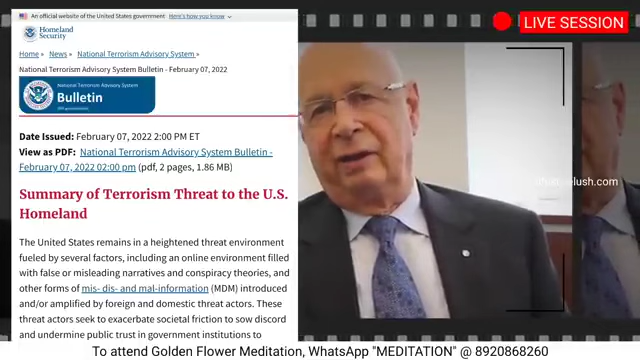 An official website of the United States government Here's how you know
Homeland
Security
Home » News » National Terrorism Advisory System »
National Terrorism Advisory System Bulletin - February 07, 2022
National Terrorism Advisory System
Bulletin
Date Issued: February 07, 2022 2:00 PM ET
View as PDF: National Terrorism Advisory System Bulletin -
February 07, 2022 02:00 pm (pdf, 2 pages, 1.86 MB)
Summary of Terrorism Threat to the U.S.
Homeland
The United States remains in a heightened threat environment
fueled by several factors, including an online environment filled
with false or misleading narratives and conspiracy theories, and
other forms of mis- dis- and mal-information (MDM) introduced
and/or amplified by foreign and domestic threat actors. These
threat actors seek to exacerbate societal friction to sow discord
and undermine public trust in government institutions to
LIVE SESSION
To attend Golden Flower Meditation, WhatsApp "MEDITATION" @ 8920868260